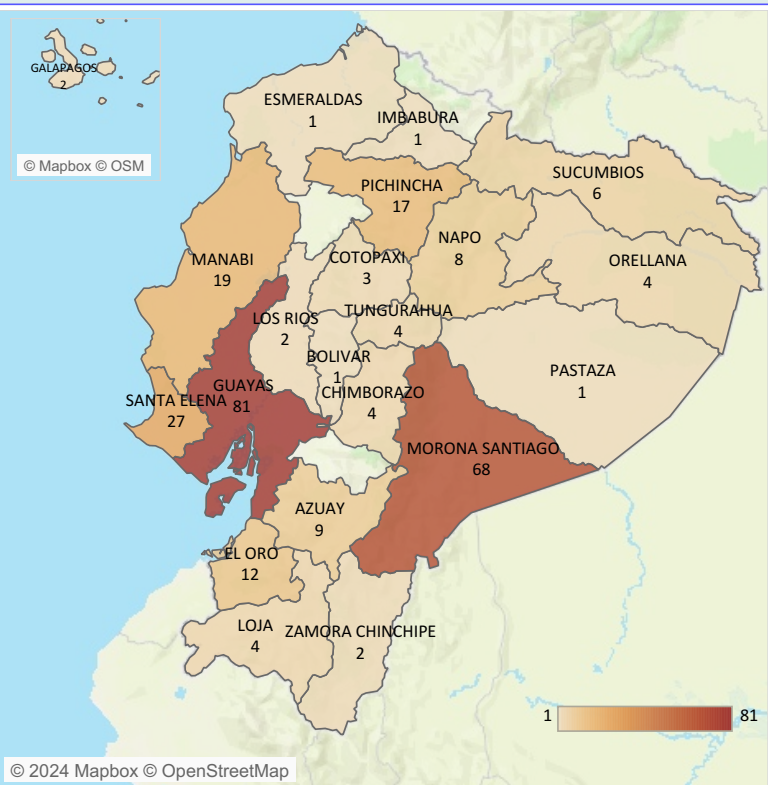 GALAPAGOS
2
© Mapbox © OSM
ESMERALDAS
1
IMBABURA
1
PICHINCHA
17
SUCUMBIOS
6
MANABI
19
COTOPAXI
3
NAPO
8
ORELLANA
4
LOS RIOS
2
TUNGURAHUA
4
BOLIVAR
1
PASTAZA
1
SANTA ELENA
27
GUAYAS
81
CHIMBORAZO
4
MORONA SANTIAGO
68
AZUAY
9
EL ORO
12
LOJA
4
ZAMORA CHINCHIPE
2
1
81
© 2024 Mapbox © OpenStreetMap